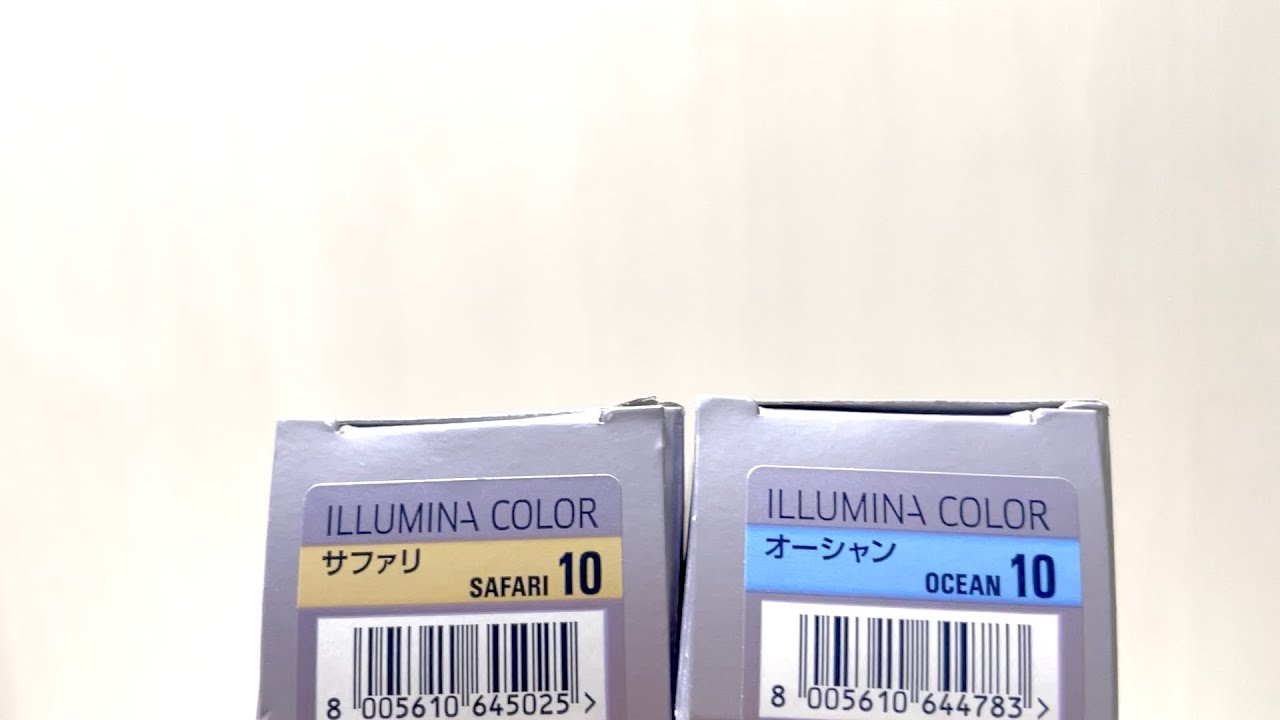 ILLUMINA COLOR
サファリ
SAFARI 10
8 005610 645025 >
ILLUMINA COLOR
オーシャン
OCEAN 10
8 005610 644783 >